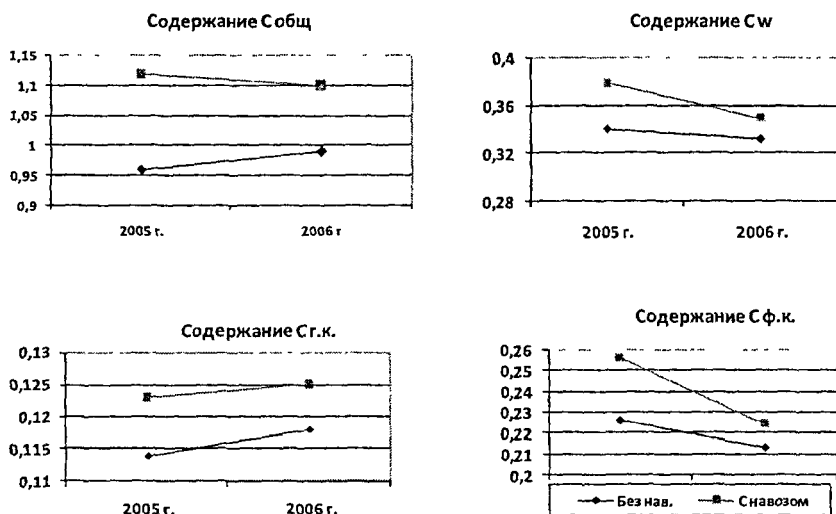 Содержание С общ
1,15
1,1
1,05
1
0,95
0,9
2005 г.
2006 г
Содержание Сw
0,4
0,36
0,32
0,28
2005 г.
2006 г.
Содержание Сг.к.
0,13
0,125
0,12
0,115
0,11
2005 г.
2006 г.
Содержание Сф.к.
0,26
0,25
0,24
0,23
0,22
0,21
0,2
Без нав.
С навозом